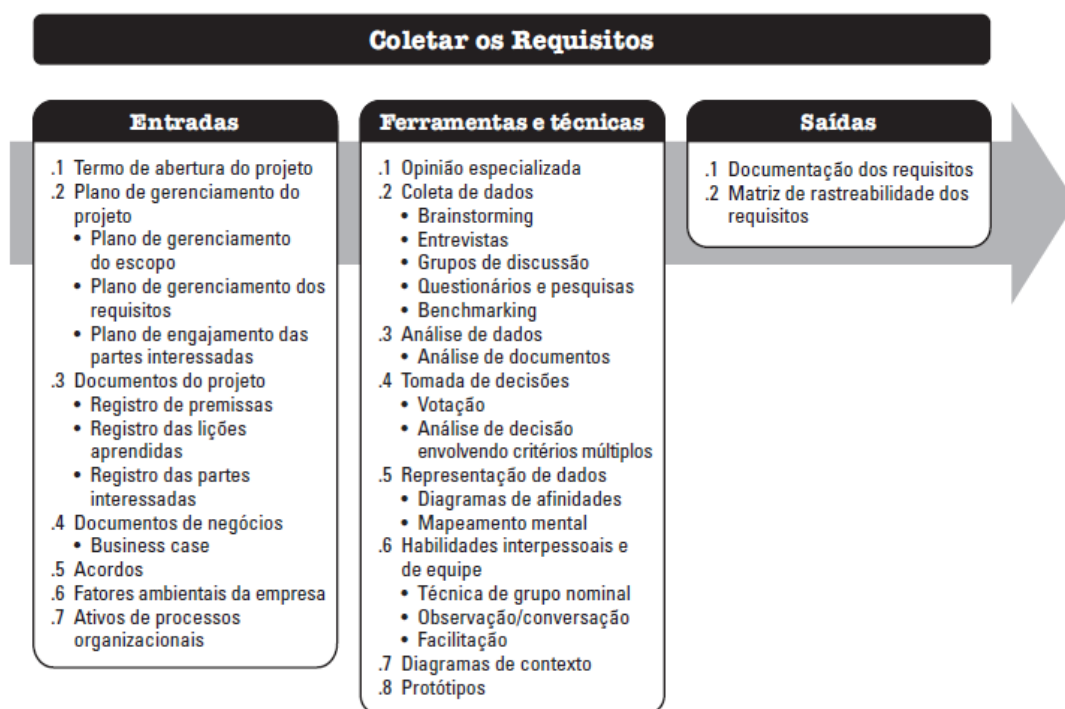 Coletar os Requisitos
Entradas
.1 Termo de abertura do projeto
.2 Plano de gerenciamento do
projeto
• Plano de gerenciamento
do escopo
• Plano de gerenciamento dos
requisitos
• Plano de engajamento das
partes interessadas
.3 Documentos do projeto
• Registro de premissas
• Registro das lições
aprendidas
• Registro das partes
interessadas
.4 Documentos de negócios
• Business case
.5 Acordos
.6 Fatores ambientais da empresa
.7 Ativos de processos
organizacionais
Ferramentas e técnicas
.1 Opinião especializada
.2 Coleta de dados
• Brainstorming
• Entrevistas
• Grupos de discussão
• Questionários e pesquisas
• Benchmarking
.3 Análise de dados
• Análise de documentos
.4 Tomada de decisões
• Votação
• Análise de decisão
envolvendo critérios múltiplos
.5 Representação de dados
• Diagramas de afinidades
• Mapeamento mental
.6 Habilidades interpessoais e
de equipe
• Técnica de grupo nominal
• Observação/conversação
• Facilitação
.7 Diagramas de contexto
.8 Protótipos
Saídas
.1 Documentação dos requisitos
.2 Matriz de rastreabilidade dos
requisitos